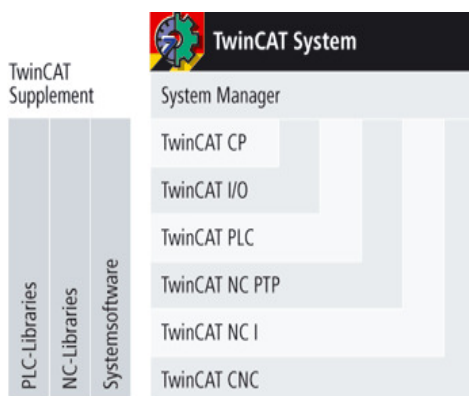 TwinCAT System
TwinCAT
Supplement
System Manager
TwinCAT CP
TwinCAT I/O
TwinCAT PLC
TwinCAT NC PTP
TwinCAT NC I
TwinCAT CNC
PLC-Libraries
NC-Libraries
Systemsoftware